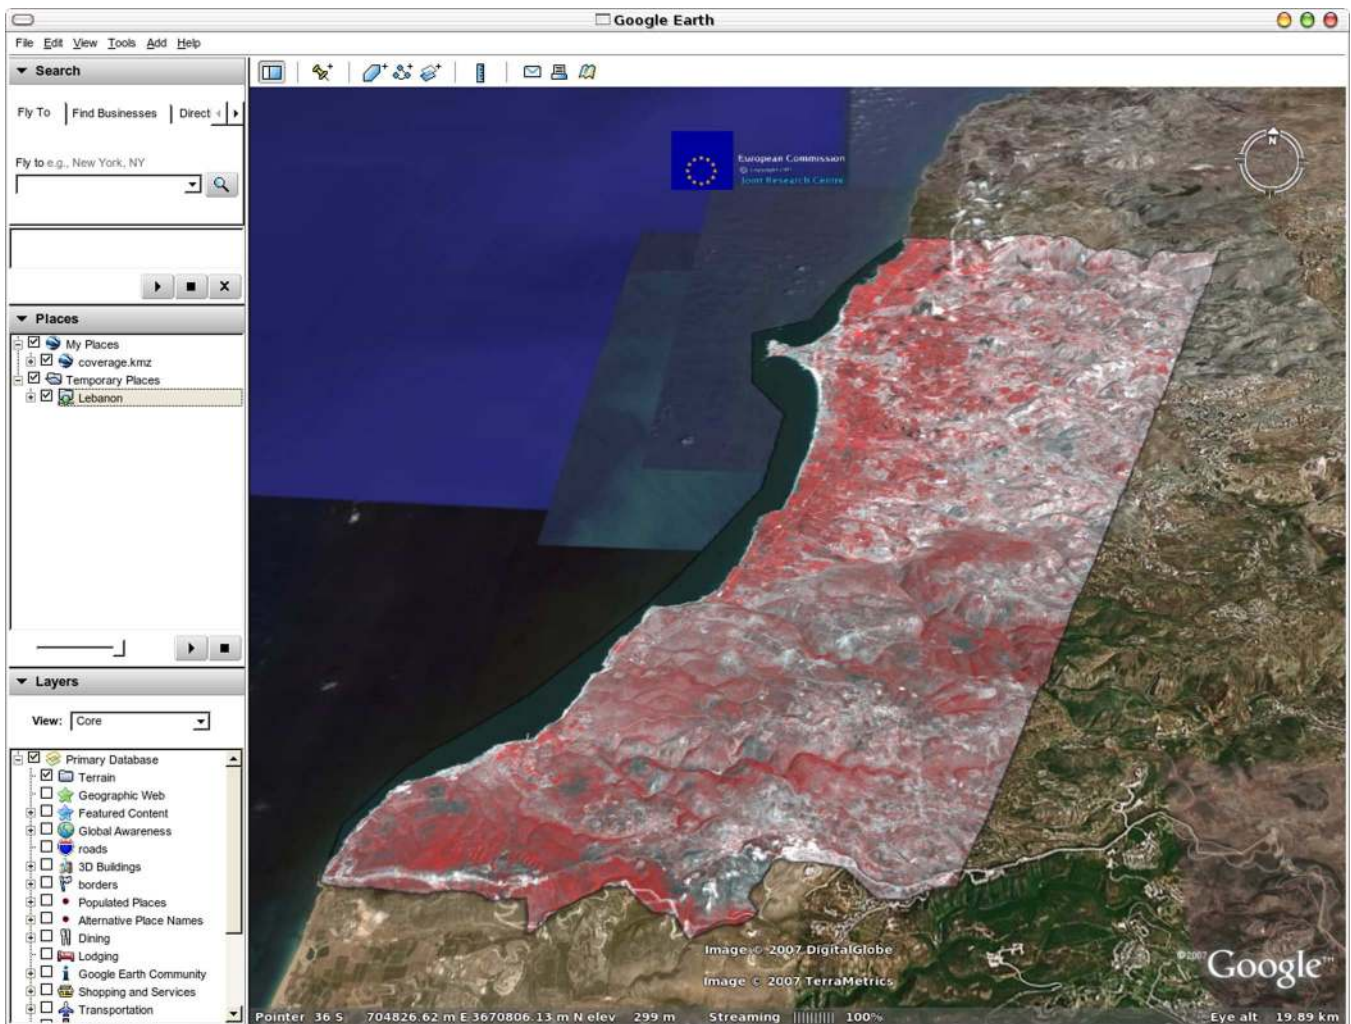 Google Earth
File Edit View Tools Add Help
Search
Fly To Find Businesses Direct
Fly to e.g., New York, NY
Places
My Places
coverage.kmz
Temporary Places
Lebanon
Layers
View: Core
Primary Database
Terrain
Geographic Web
Featured Content
Global Awareness
roads
3D Buildings
borders
Populated Places
Alternative Place Names
Dining
Lodging
Google Earth Community
Shopping and Services
Transportation
European Commission
Joint Research Centre
N
Image © 2007 DigitalGlobe
Image © 2007 TerraMetrics
©2007 Google™
Pointer 36 S 704826.62 m E 3670806.13 m N elev 299 m Streaming |||||||||| 100% Eye alt 19.89 km